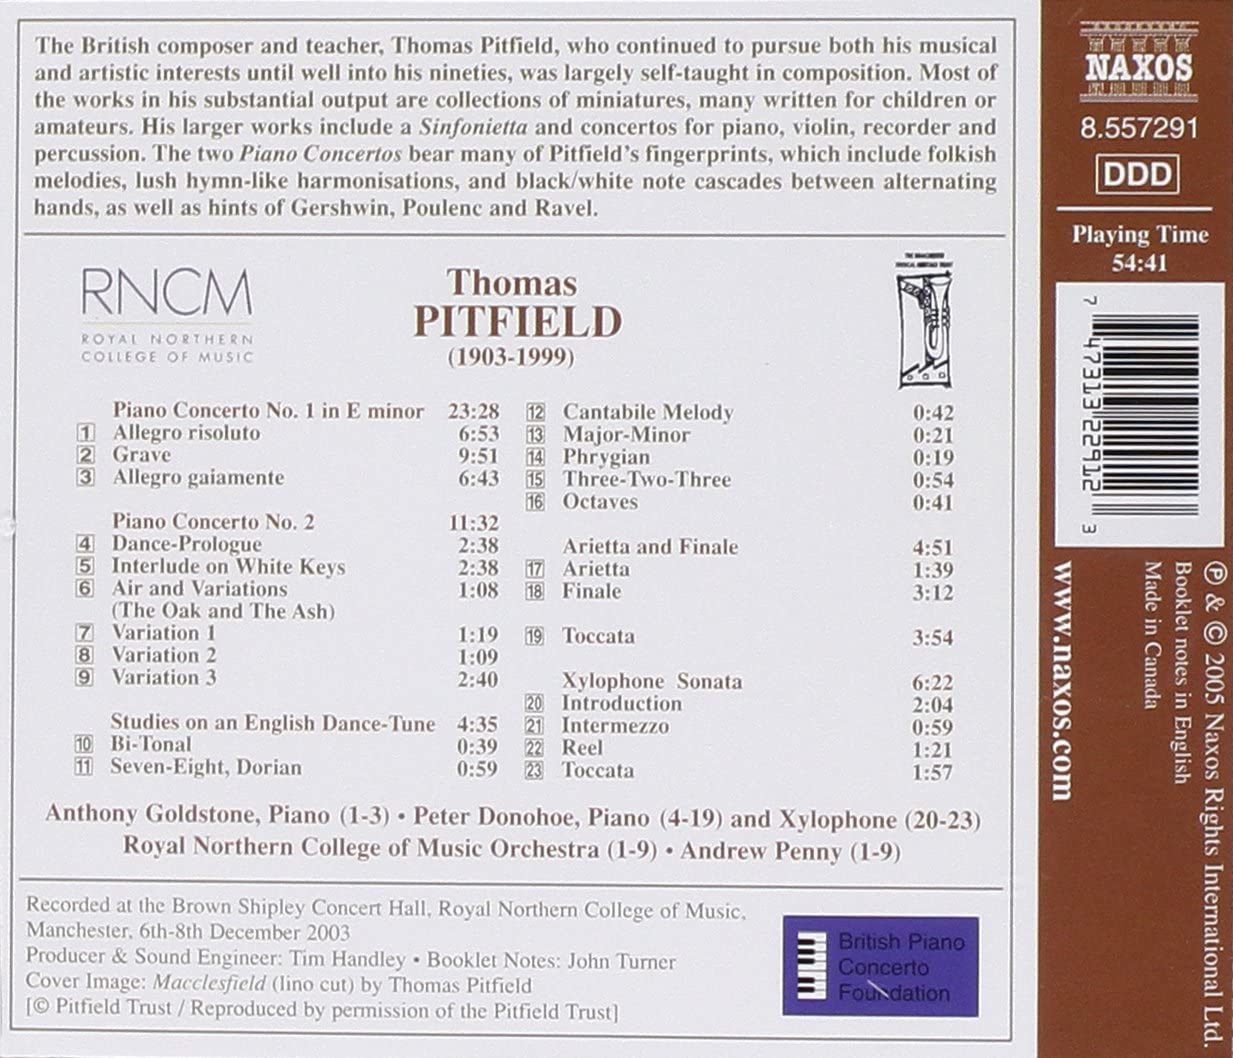 The British composer and teacher, Thomas Pitfield, who continued to pursue both his musical
and artistic interests until well into his nineties, was largely self-taught in composition. Most of
the works in his substantial output are collections of miniatures, many written for children or
amateurs. His larger works include a Sinfonietta and concertos for piano, violin, recorder and
percussion. The two Piano Concertos bear many of Pitfield's fingerprints, which include folkish
melodies, lush hymn-like harmonisations, and black/white note cascades between alternating
hands, as well as hints of Gershwin, Poulenc and Ravel.
RNCM
ROYAL NORTHERN
COLLEGE OF MUSIC
Thomas
PITFIELD
(1903-1999)
Piano Concerto No. 1 in E minor 23:28
1 Allegro risoluto 6:53
2 Grave 9:51
3 Allegro gaiamente 6:43
Piano Concerto No. 2 11:32
4 Dance-Prologue 2:38
5 Interlude on White Keys 2:38
6 Air and Variations 1:08
(The Oak and The Ash)
7 Variation 1 1:19
8 Variation 2 1:09
9 Variation 3 2:40
Studies on an English Dance-Tune 4:35
10 Bi-Tonal 0:39
11 Seven-Eight, Dorian 0:59
12 Cantabile Melody 0:42
13 Major-Minor 0:21
14 Phrygian 0:19
15 Three-Two-Three 0:54
16 Octaves 0:41
Arietta and Finale 4:51
17 Arietta 1:39
18 Finale 3:12
19 Toccata 3:54
Xylophone Sonata 6:22
20 Introduction 2:04
21 Intermezzo 0:59
22 Reel 1:21
23 Toccata 1:57
Anthony Goldstone, Piano (1-3) • Peter Donohoe, Piano (4-19) and Xylophone (20-23)
Royal Northern College of Music Orchestra (1-9) • Andrew Penny (1-9)
Recorded at the Brown Shipley Concert Hall, Royal Northern College of Music,
Manchester, 6th-8th December 2003
Producer & Sound Engineer: Tim Handley • Booklet Notes: John Turner
Cover Image: Macclesfield (lino cut) by Thomas Pitfield
[© Pitfield Trust / Reproduced by permission of the Pitfield Trust]
British Piano
Concerto
Foundation
NAXOS
8.557291
DDD
Playing Time
54:41
7 47313 22912 3
℗ & © 2005 Naxos Rights International Ltd.
Booklet notes in English
Made in Canada
www.naxos.com